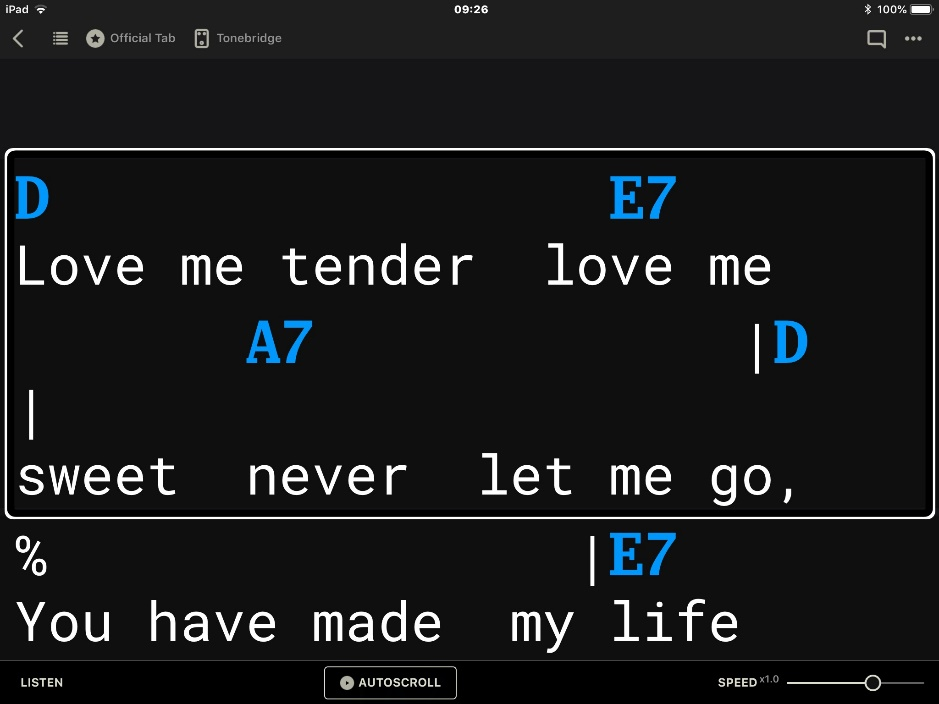 iPad 09:26 100%
Official Tab Tonebridge
D E7
Love me tender love me
A7 |D
|
sweet never let me go,
% |E7
You have made my life
LISTEN AUTOSCROLL SPEED x1.0